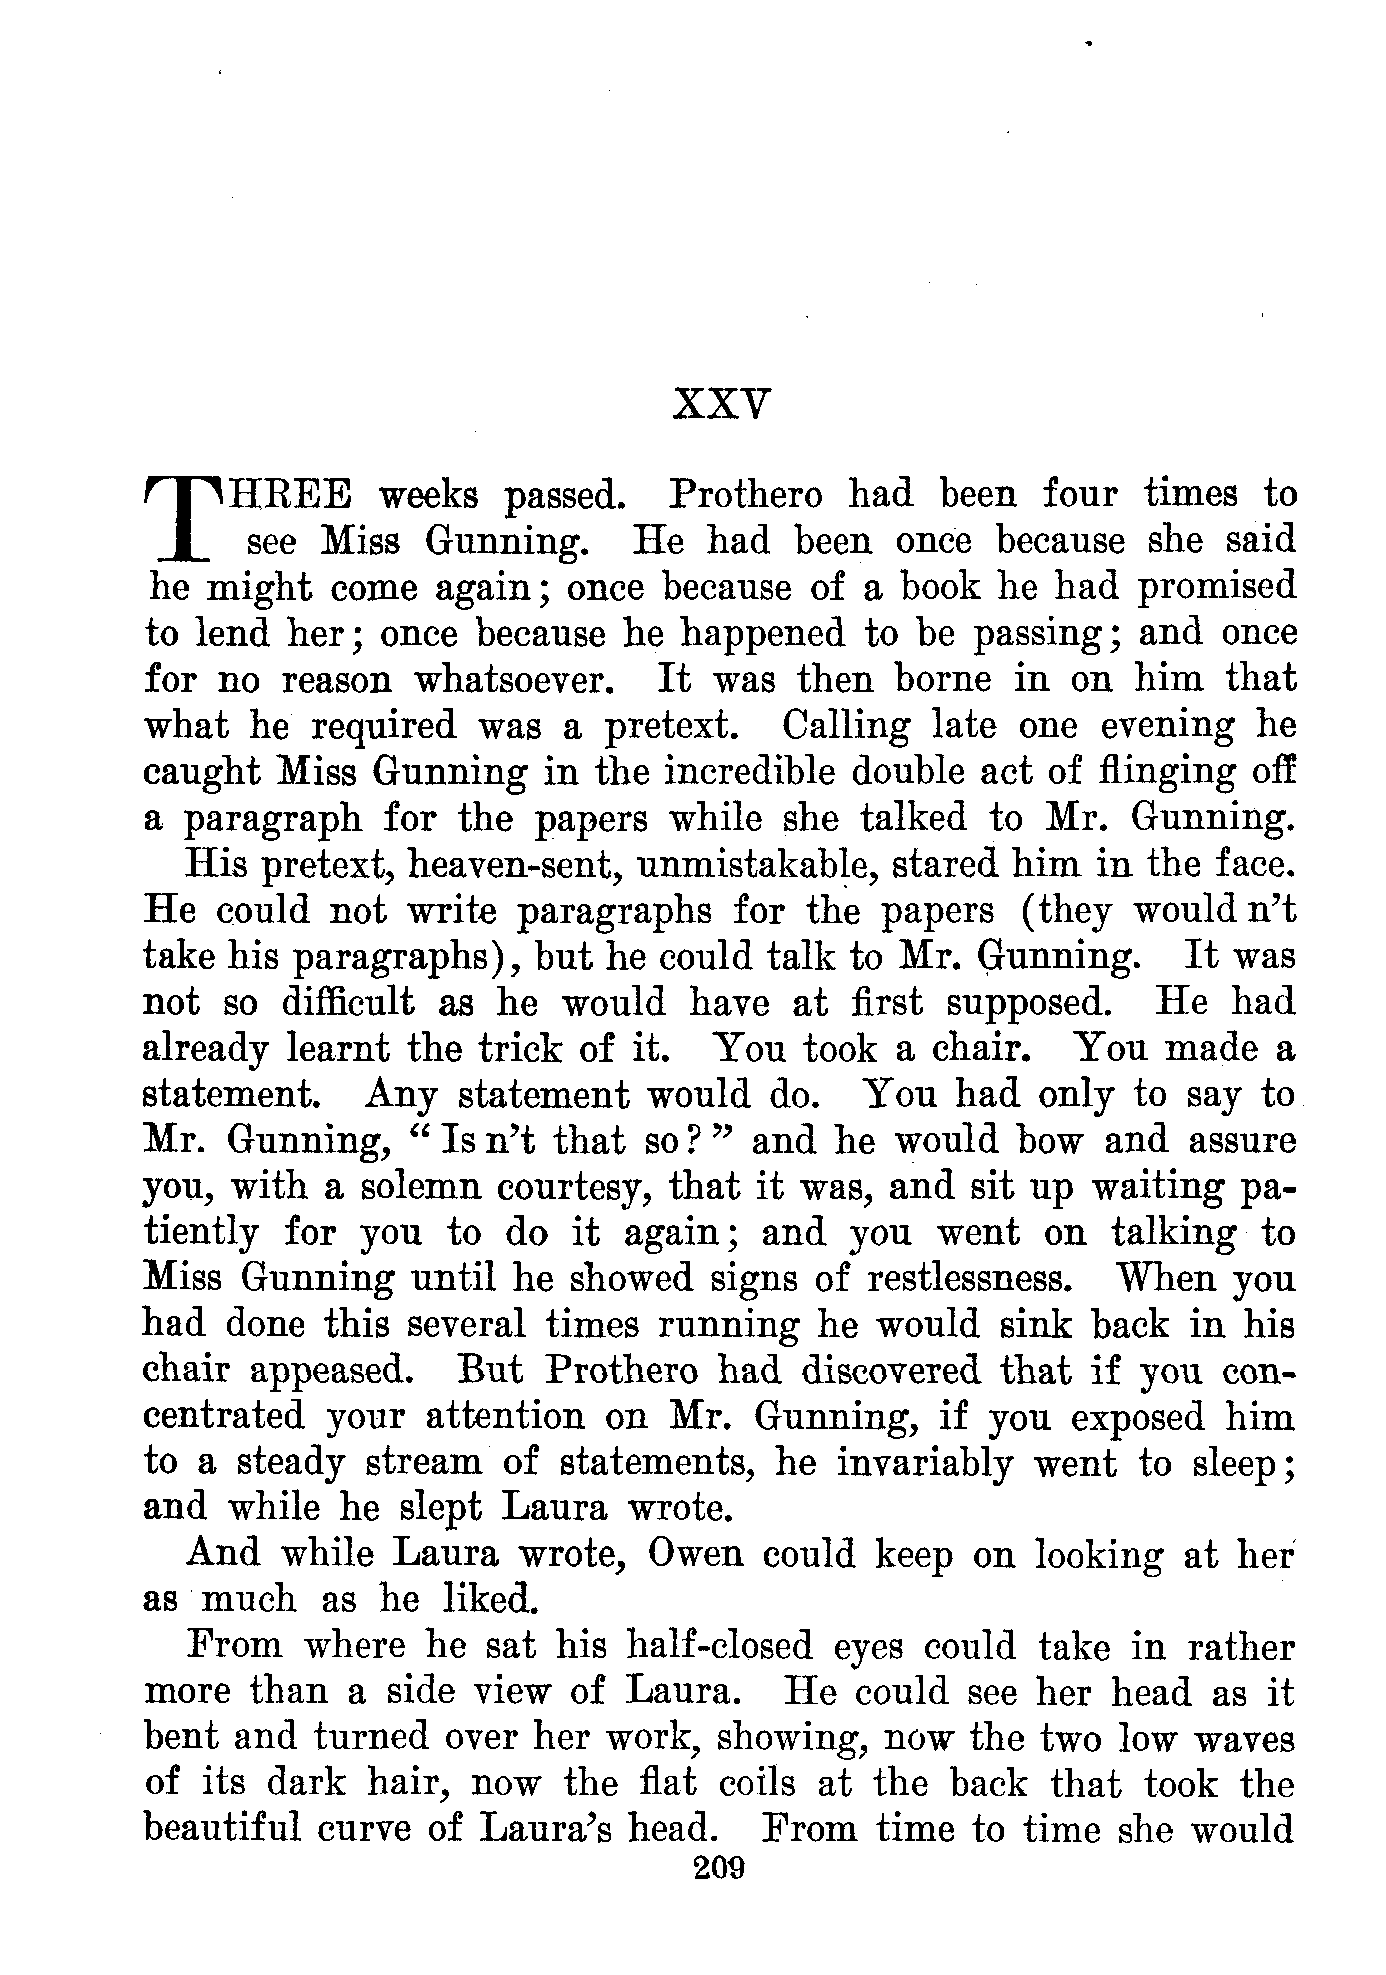 XXV
THREE weeks passed. Prothero had been four times to
see Miss Gunning. He had been once because she said
he might come again; once because of a book he had promised
to lend her; once because he happened to be passing; and once
for no reason whatsoever. It was then borne in on him that
what he required was a pretext. Calling late one evening he
caught Miss Gunning in the incredible double act of flinging off
a paragraph for the papers while she talked to Mr. Gunning.
His pretext, heaven-sent, unmistakable, stared him in the face.
He could not write paragraphs for the papers (they would n't
take his paragraphs), but he could talk to Mr. Gunning. It was
not so difficult as he would have at first supposed. He had
already learnt the trick of it. You took a chair. You made a
statement. Any statement would do. You had only to say to
Mr. Gunning, “ Is n't that so? ” and he would bow and assure
you, with a solemn courtesy, that it was, and sit up waiting pa-
tiently for you to do it again; and you went on talking to
Miss Gunning until he showed signs of restlessness. When you
had done this several times running he would sink back in his
chair appeased. But Prothero had discovered that if you con-
centrated your attention on Mr. Gunning, if you exposed him
to a steady stream of statements, he invariably went to sleep;
and while he slept Laura wrote.
And while Laura wrote, Owen could keep on looking at her
as much as he liked.
From where he sat his half-closed eyes could take in rather
more than a side view of Laura. He could see her head as it
bent and turned over her work, showing, now the two low waves
of its dark hair, now the flat coils at the back that took the
beautiful curve of Laura's head. From time to time she would
209